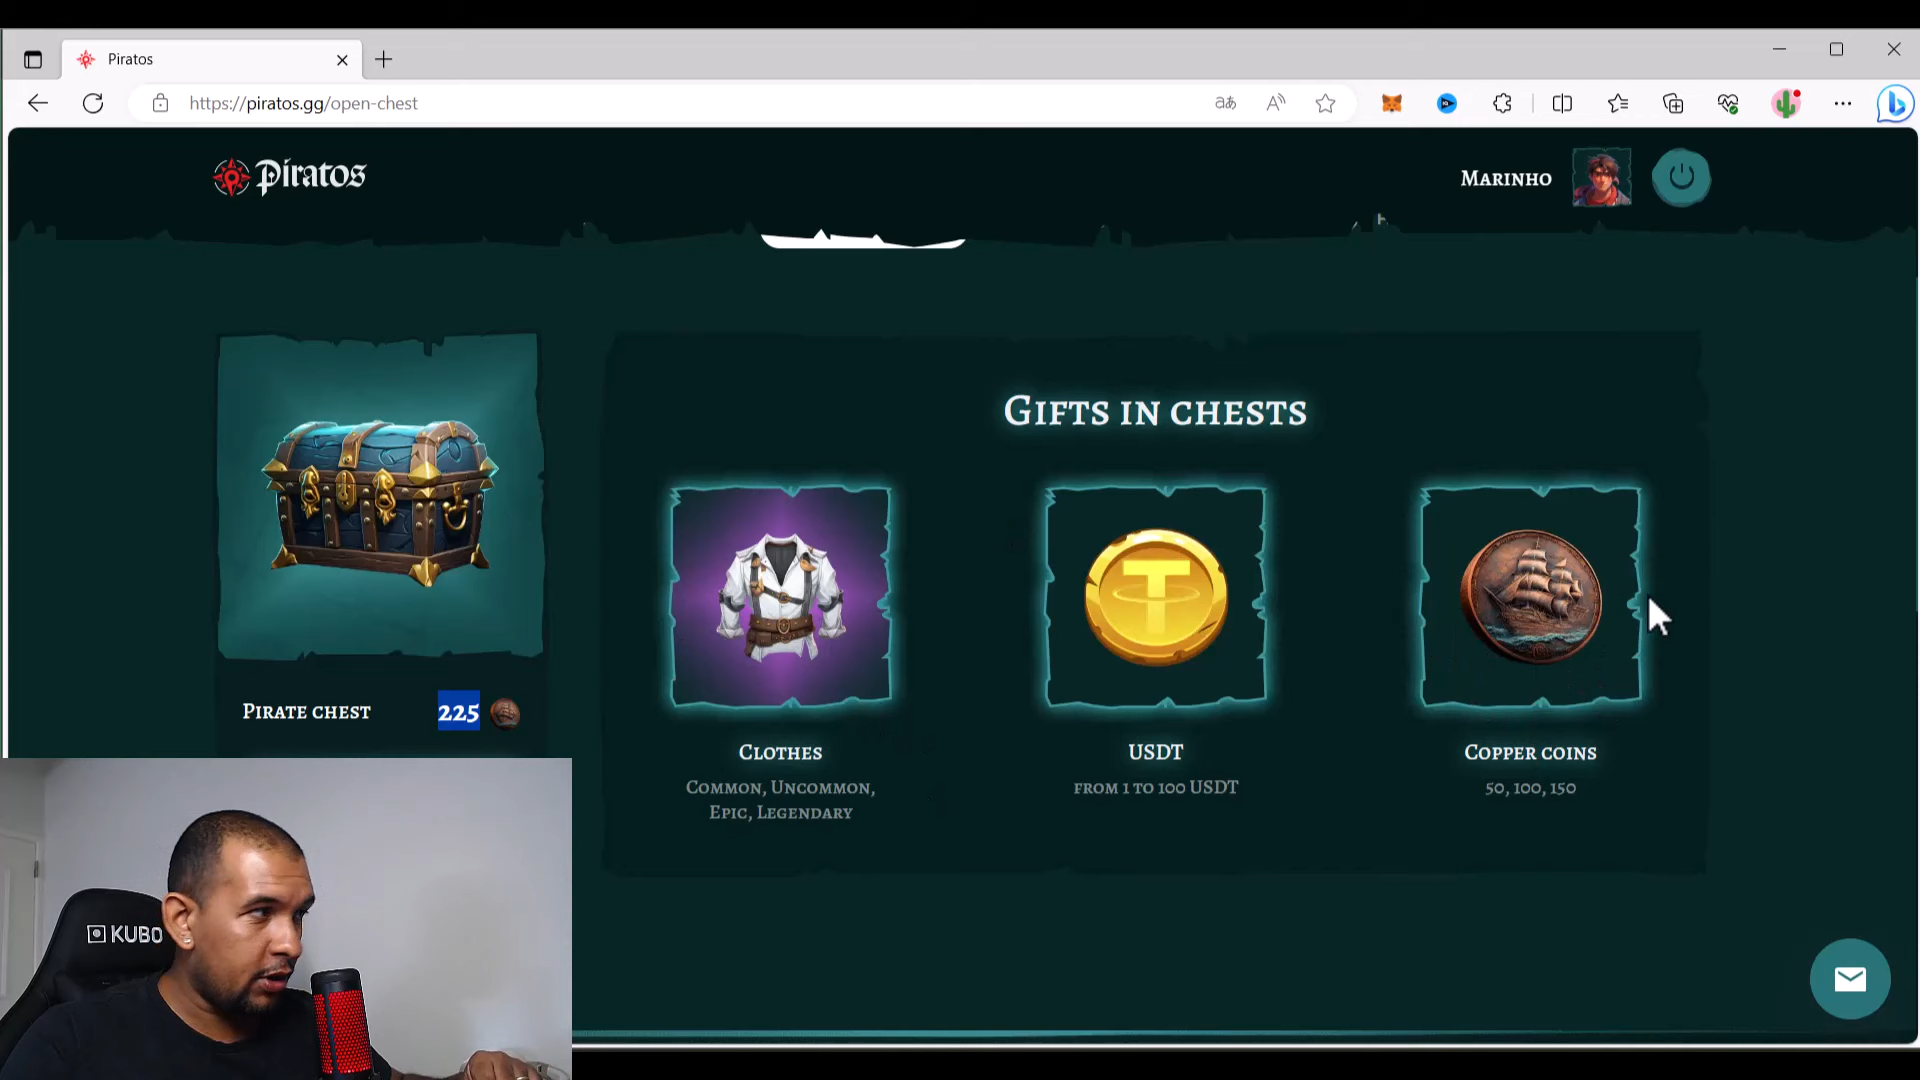 Piratos
https://piratos.gg/open-chest
Piratos
Marinho
Gifts in chests
Pirate chest
225
Clothes
Common, Uncommon,
Epic, Legendary
USDT
from 1 to 100 USDT
Copper coins
50, 100, 150
KUBO